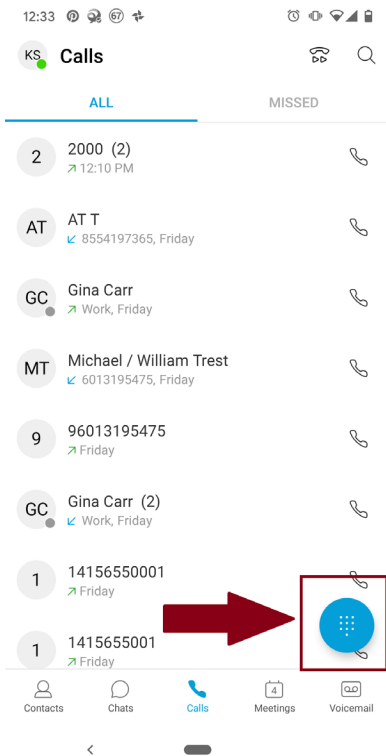 12:33
67
KS Calls
ALL MISSED
2 2000 (2)
12:10 PM
AT AT T
8554197365, Friday
GC Gina Carr
Work, Friday
MT Michael / William Trest
6013195475, Friday
9 96013195475
Friday
GC Gina Carr (2)
Work, Friday
1 14156550001
Friday
1 1415655001
Friday
4
Contacts Chats Calls Meetings Voicemail